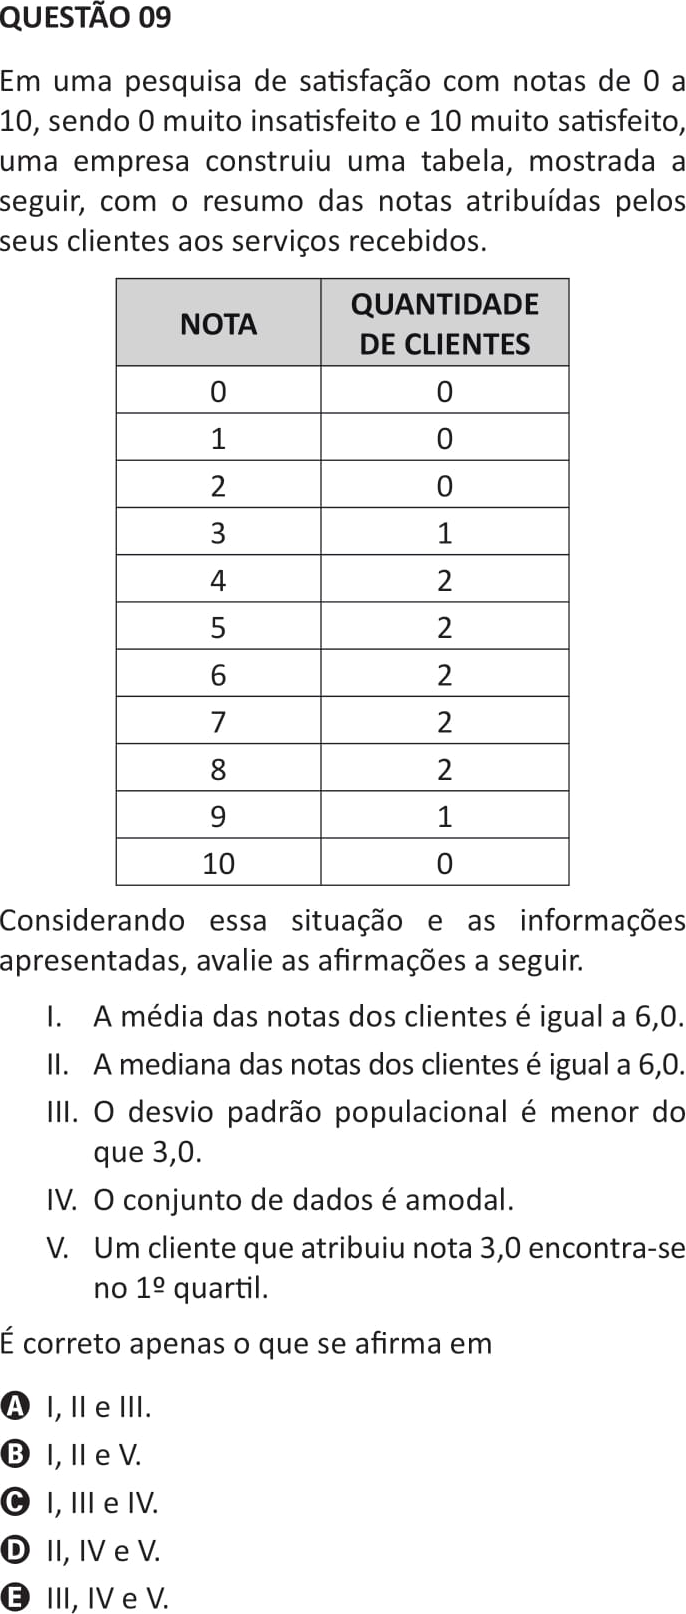 QUESTÃO 09
Em uma pesquisa de satisfação com notas de 0 a
10, sendo 0 muito insatisfeito e 10 muito satisfeito,
uma empresa construiu uma tabela, mostrada a
seguir, com o resumo das notas atribuídas pelos
seus clientes aos serviços recebidos.
NOTA QUANTIDADE DE CLIENTES
0 0
1 0
2 0
3 1
4 2
5 2
6 2
7 2
8 2
9 1
10 0
Considerando essa situação e as informações
apresentadas, avalie as afirmações a seguir.
I. A média das notas dos clientes é igual a 6,0.
II. A mediana das notas dos clientes é igual a 6,0.
III. O desvio padrão populacional é menor do
que 3,0.
IV. O conjunto de dados é amodal.
V. Um cliente que atribuiu nota 3,0 encontra-se
no 1º quartil.
É correto apenas o que se afirma em
A I, II e III.
B I, II e V.
C I, III e IV.
D II, IV e V.
E III, IV e V.